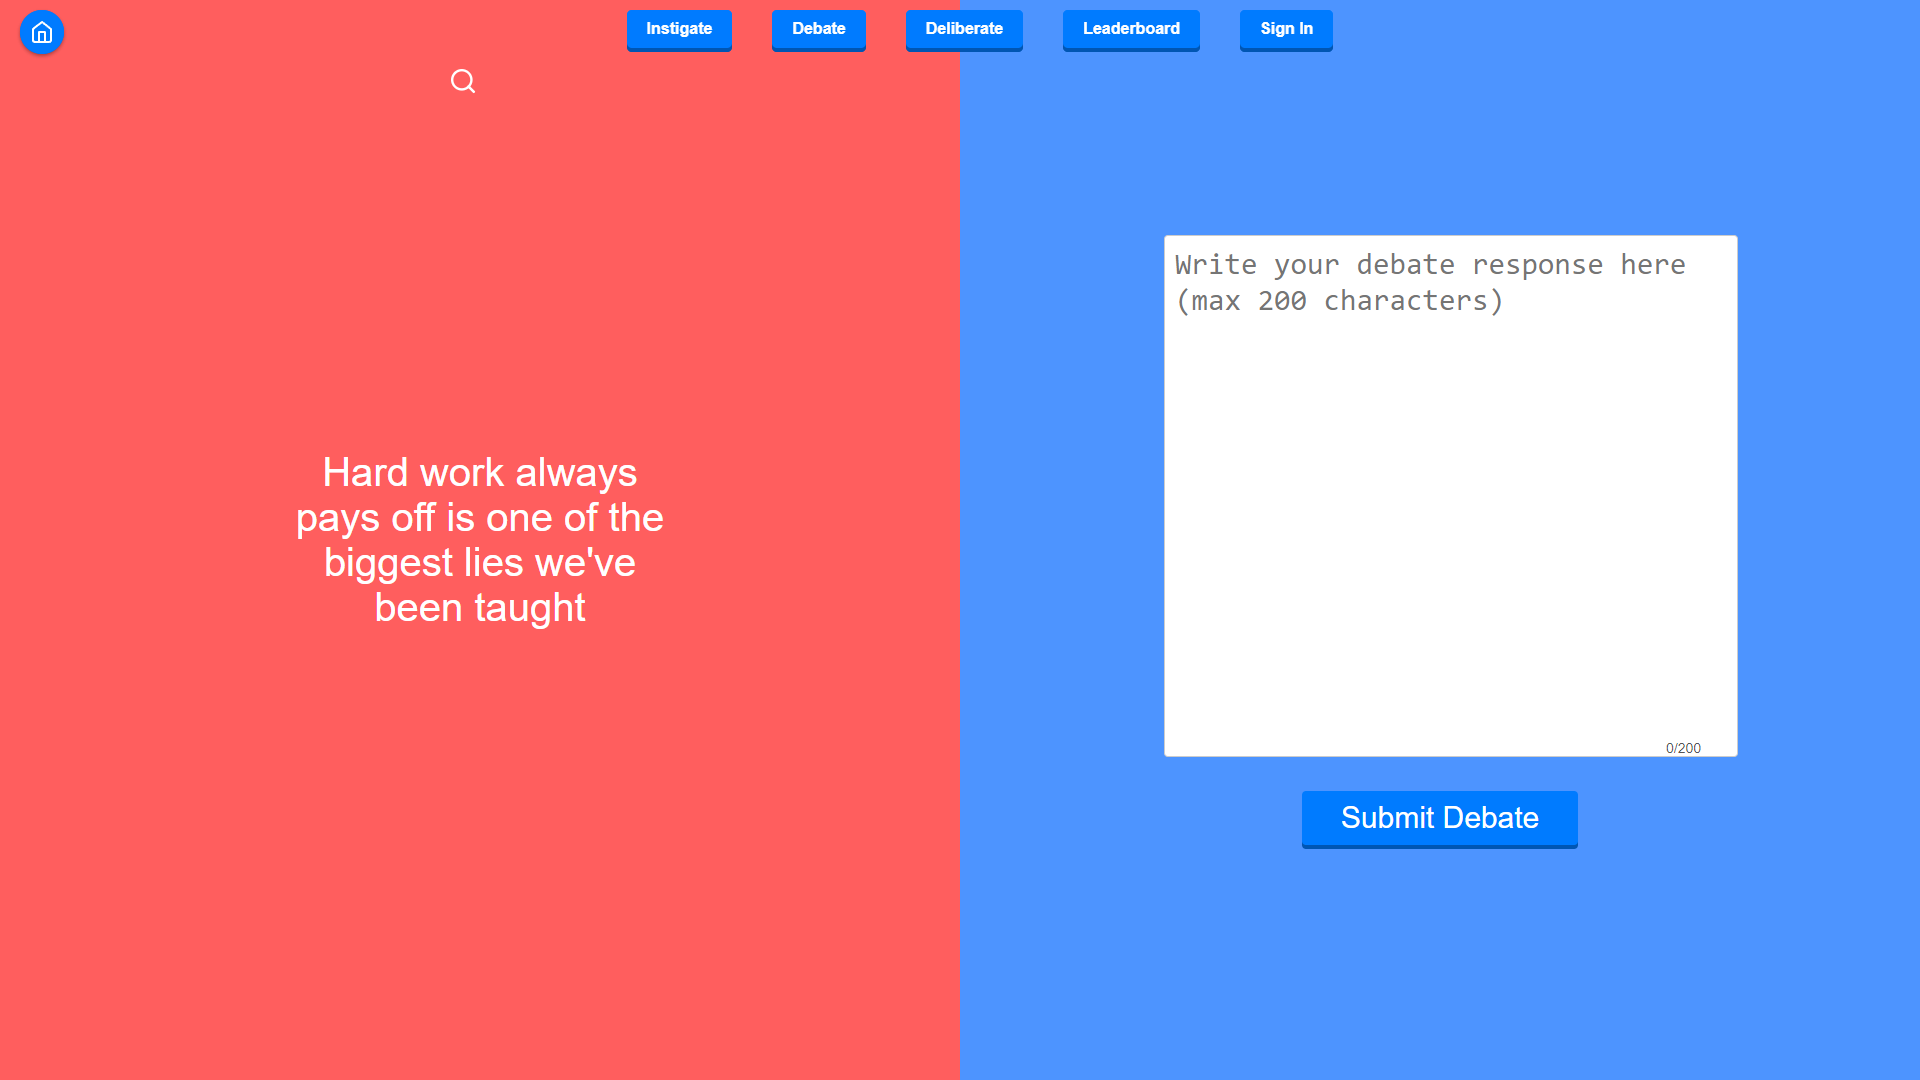 Instigate
Debate
Deliberate
Leaderboard
Sign In
Hard work always
pays off is one of the
biggest lies we've
been taught
Write your debate response here
(max 200 characters)
0/200
Submit Debate